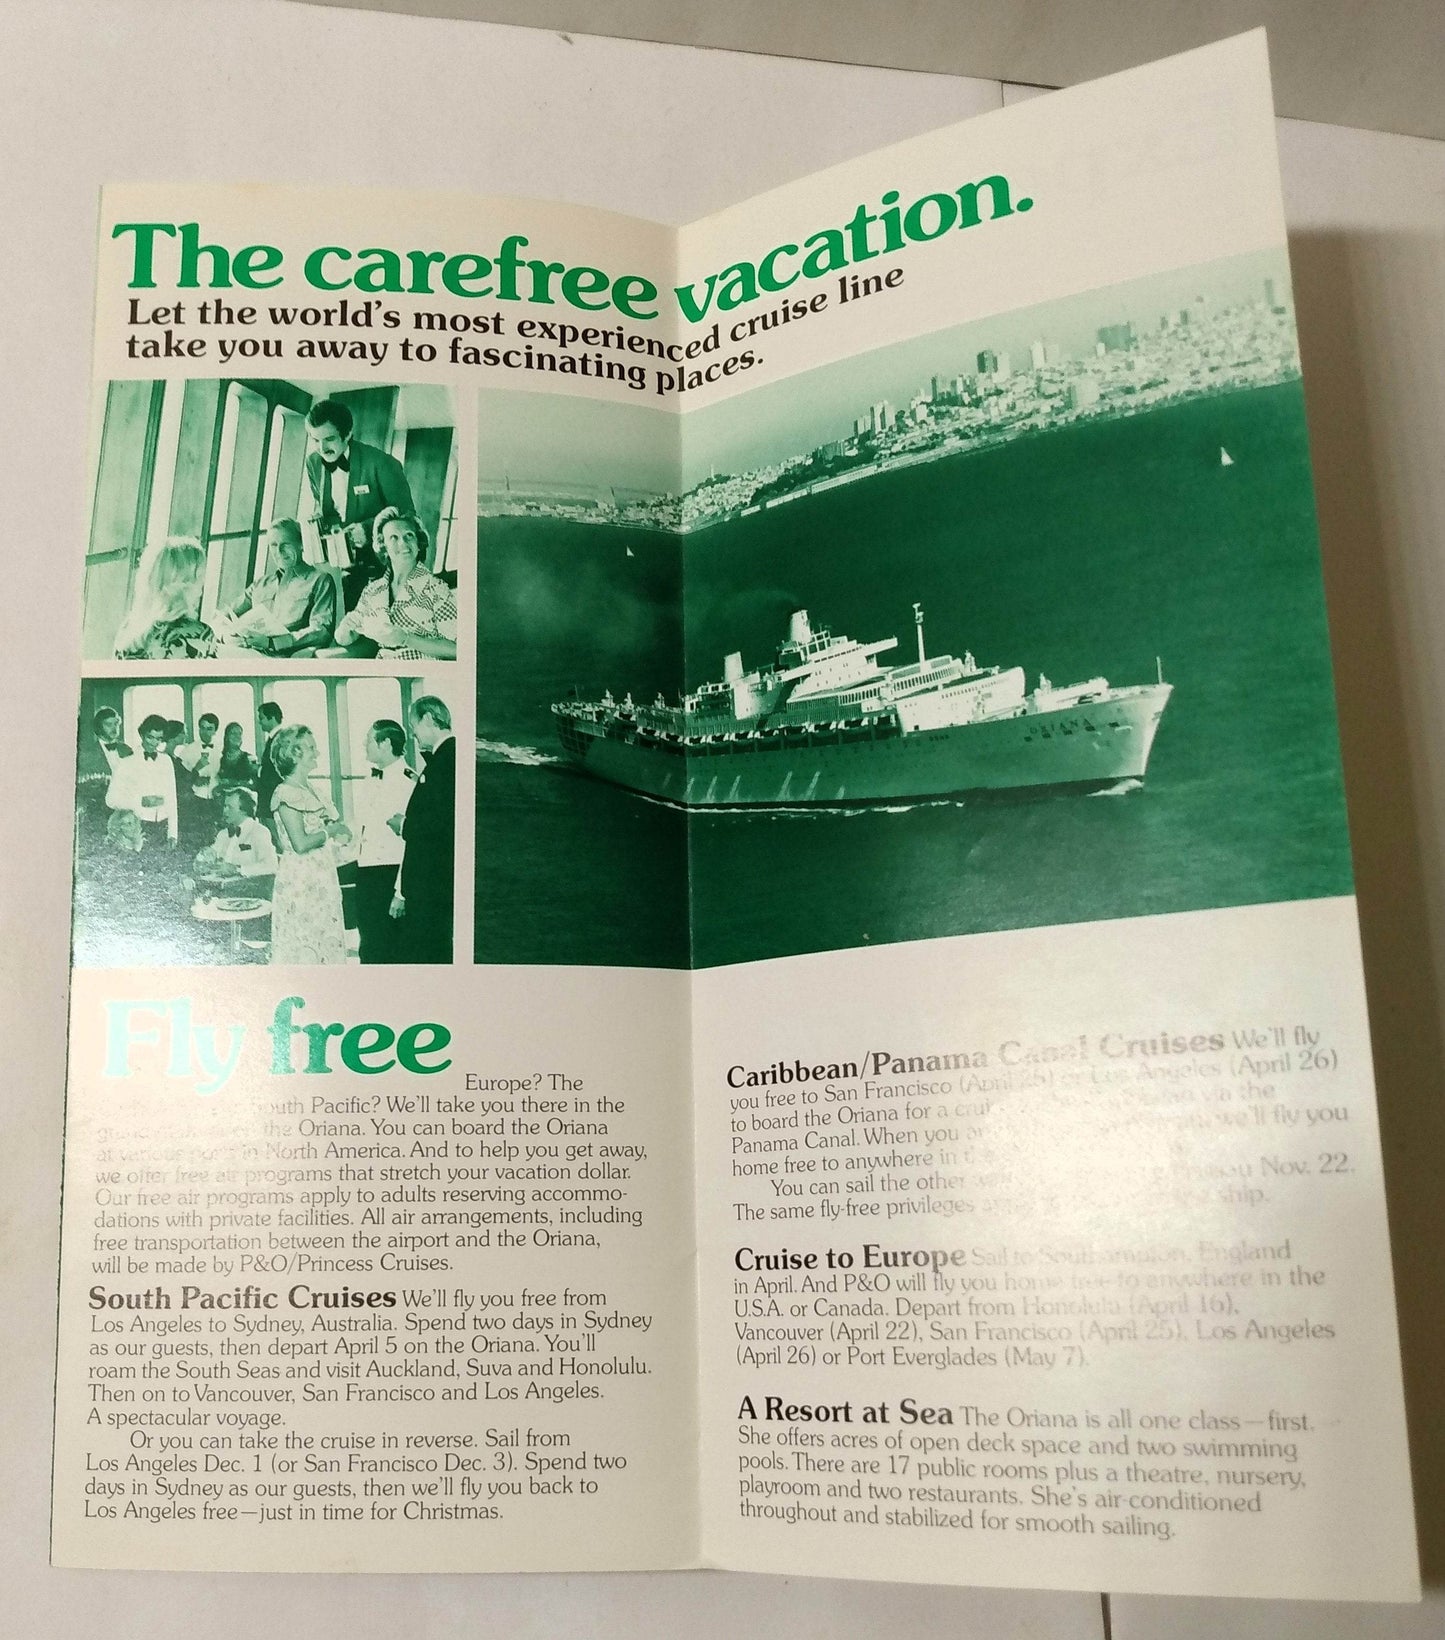 The carefree vacation.
Let the world's most experienced cruise line
take you away to fascinating places.
ORIANA
Fly free
Europe? The
South Pacific? We'll take you there in the
the Oriana. You can board the Oriana
at various ports in North America. And to help you get away,
we offer free air programs that stretch your vacation dollar.
Our free air programs apply to adults reserving accommo-
dations with private facilities. All air arrangements, including
free transportation between the airport and the Oriana,
will be made by P&O/Princess Cruises.
South Pacific Cruises We'll fly you free from
Los Angeles to Sydney, Australia. Spend two days in Sydney
as our guests, then depart April 5 on the Oriana. You'll
roam the South Seas and visit Auckland, Suva and Honolulu.
Then on to Vancouver, San Francisco and Los Angeles.
A spectacular voyage.
Or you can take the cruise in reverse. Sail from
Los Angeles Dec. 1 (or San Francisco Dec. 3). Spend two
days in Sydney as our guests, then we'll fly you back to
Los Angeles free—just in time for Christmas.
Caribbean/Panama Canal Cruises We'll fly
you free to San Francisco (April 25) or Los Angeles (April 26)
to board the Oriana for a via the
Panama Canal. When you we'll fly you
home free to anywhere in
You can sail the other Nov. 22.
The same fly-free privileges ship.
Cruise to Europe Sail to Southampton, England
in April. And P&O will fly you home free to anywhere in the
U.S.A. or Canada. Depart from Honolulu (April 16),
Vancouver (April 22), San Francisco (April 25), Los Angeles
(April 26) or Port Everglades (May 7).
A Resort at Sea The Oriana is all one class—first.
She offers acres of open deck space and two swimming
pools. There are 17 public rooms plus a theatre, nursery,
playroom and two restaurants. She's air-conditioned
throughout and stabilized for smooth sailing.